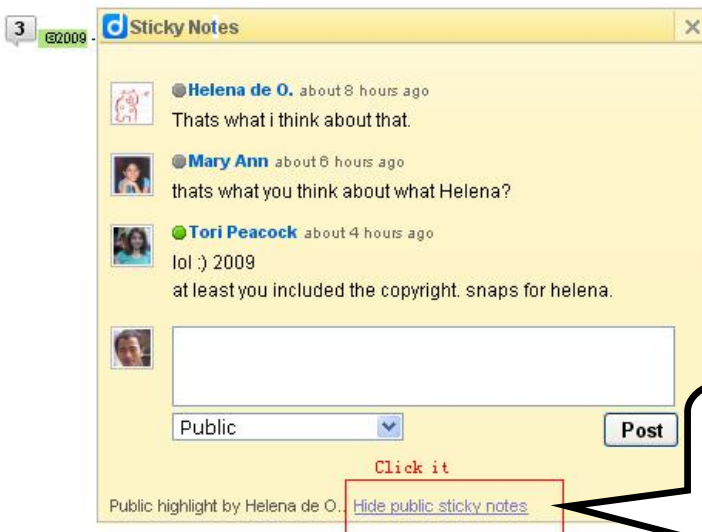 3
©2009 -
Sticky Notes
Helena de O. about 8 hours ago
Thats what i think about that.
Mary Ann about 6 hours ago
thats what you think about what Helena?
Tori Peacock about 4 hours ago
lol :) 2009
at least you included the copyright. snaps for helena.
Public
Post
Click it
Public highlight by Helena de O.. Hide public sticky notes